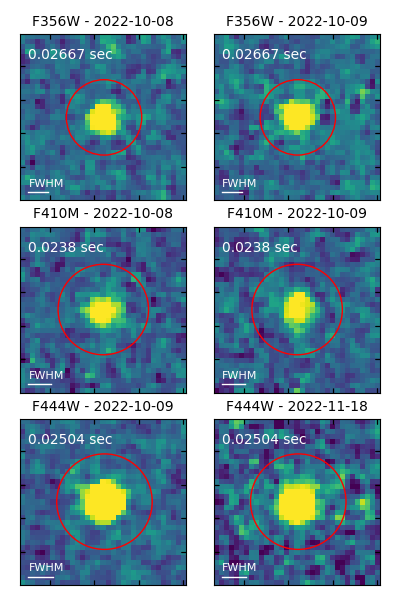 F356W - 2022-10-08
F356W - 2022-10-09
0.02667 sec
0.02667 sec
FWHM
FWHM
F410M - 2022-10-08
F410M - 2022-10-09
0.0238 sec
0.0238 sec
FWHM
FWHM
F444W - 2022-10-09
F444W - 2022-11-18
0.02504 sec
0.02504 sec
FWHM
FWHM